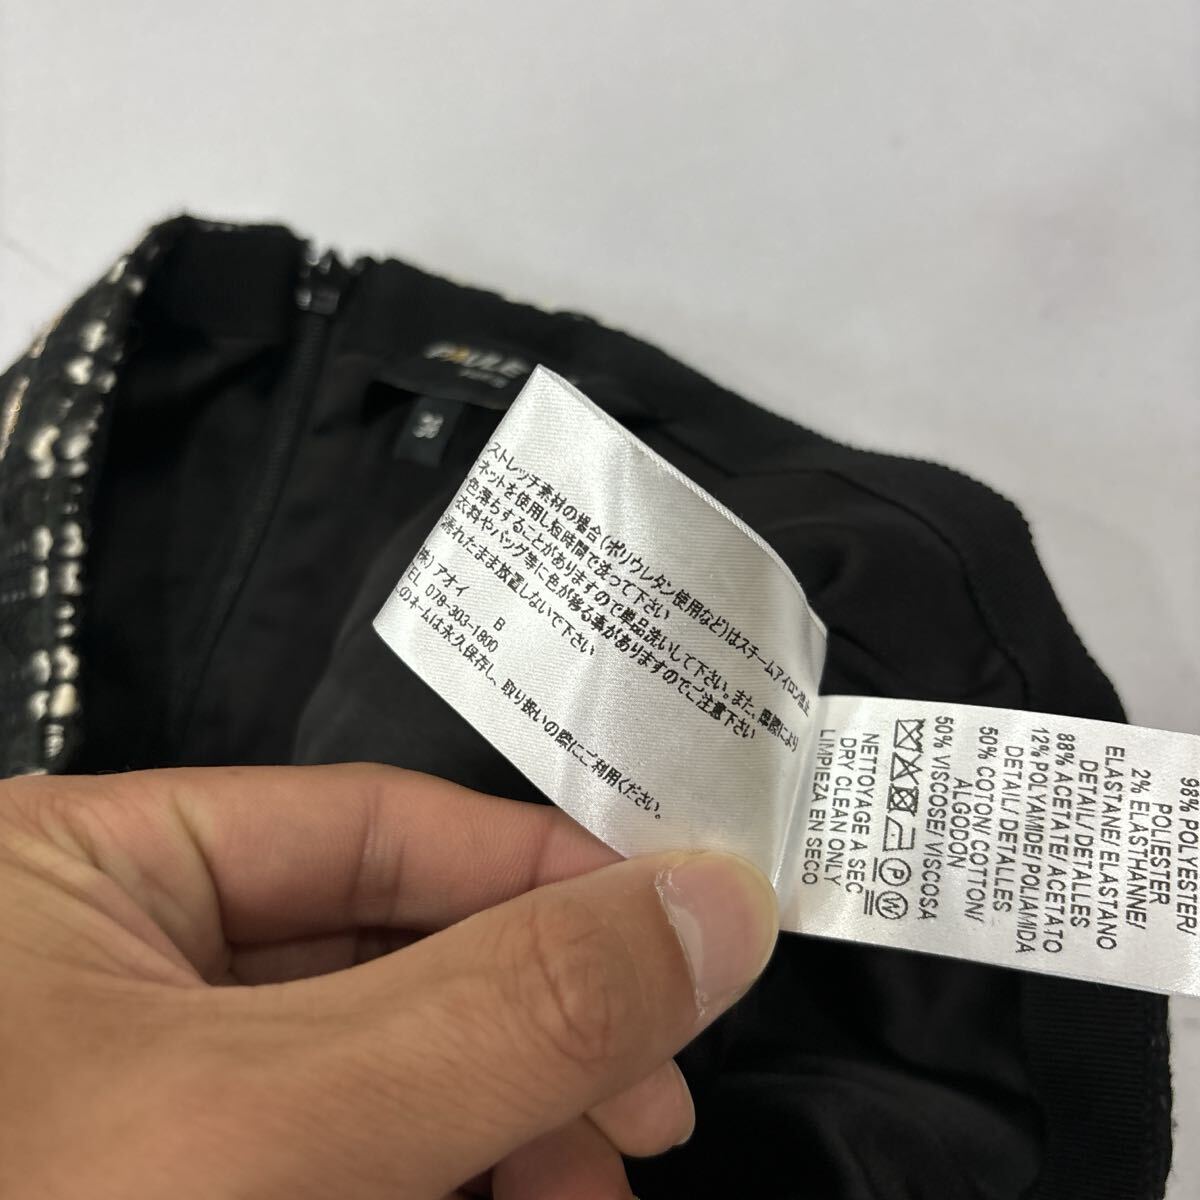 PAULE
36
ストレッチ素材の場合(ポリウレタン使用など)はスチームアイロン禁止
ネットを使用し短時間で洗って下さい
色落ちすることがありますので単品洗いして下さい。また、摩擦により
衣料やバッグ等に色が移る事がありますのでご注意下さい
濡れたまま放置しないで下さい
(株)アオイ B
TEL 078-303-1800
このネームは永久保存し、取り扱いの際にご利用ください。
98% POLYESTER/
POLIESTER
2% ELASTHANNE/
ELASTANE/ ELASTANO
DETAIL/ DETALLES
88% ACETATE/ ACETATO
12% POLYAMIDE/ POLIAMIDA
DETAIL/ DETALLES
50% COTON/ COTTON/
ALGODON
50% VISCOSE/ VISCOSA
P W
NETTOYAGE A SEC
DRY CLEAN ONLY
LIMPIEZA EN SECO